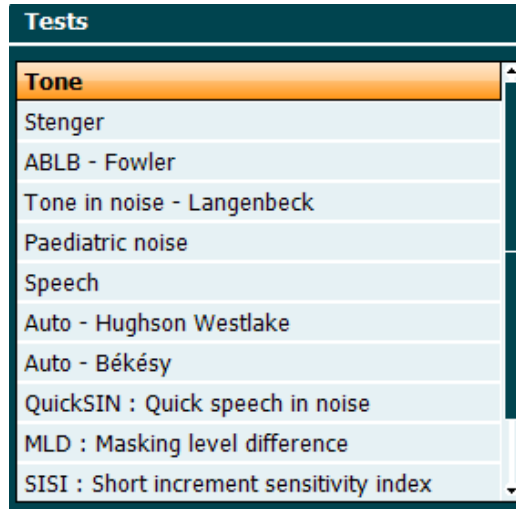 Tests
Tone
Stenger
ABLB - Fowler
Tone in noise - Langenbeck
Paediatric noise
Speech
Auto - Hughson Westlake
Auto - Békésy
QuickSIN : Quick speech in noise
MLD : Masking level difference
SISI : Short increment sensitivity index